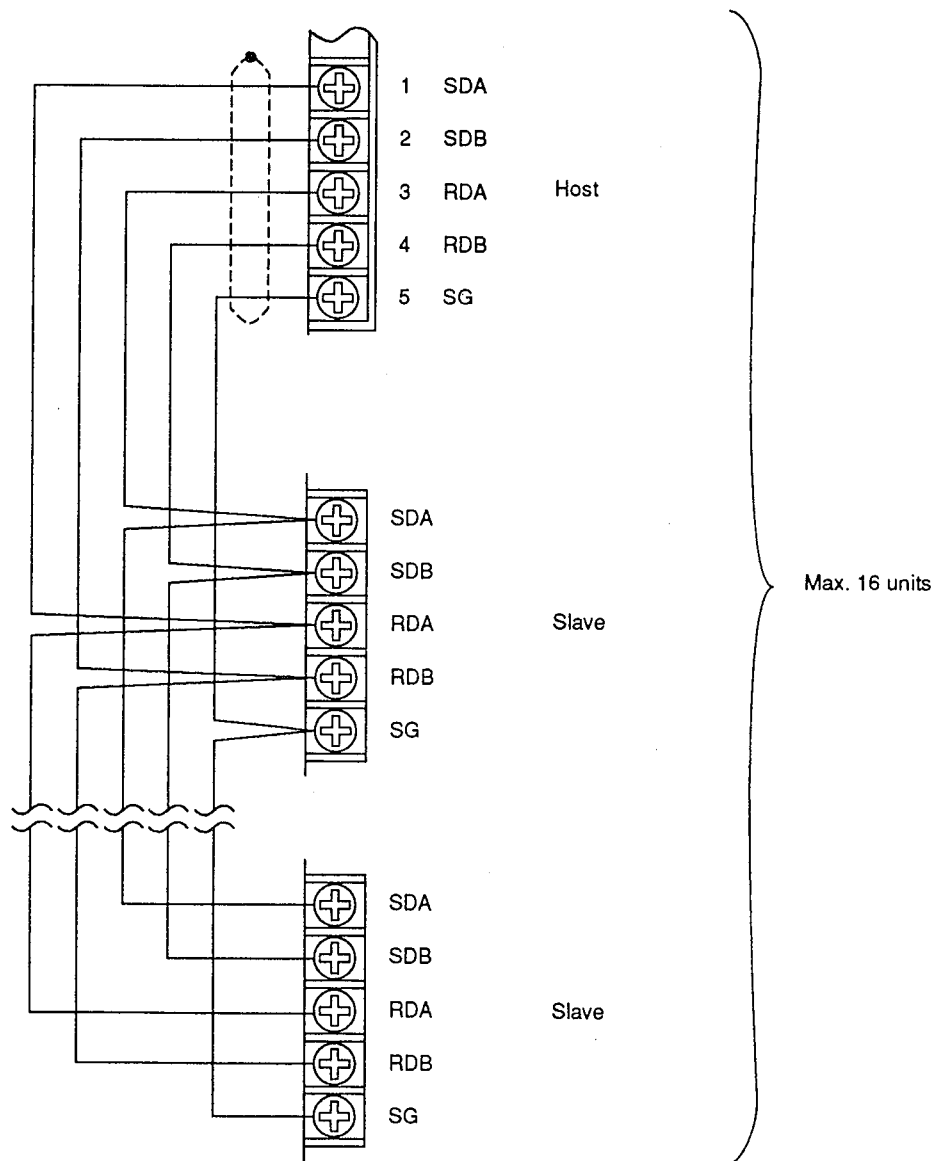 1 SDA
2 SDB
3 RDA Host
4 RDB
5 SG
SDA
SDB
Max. 16 units
RDA Slave
RDB
SG
SDA
SDB
RDA Slave
RDB
SG